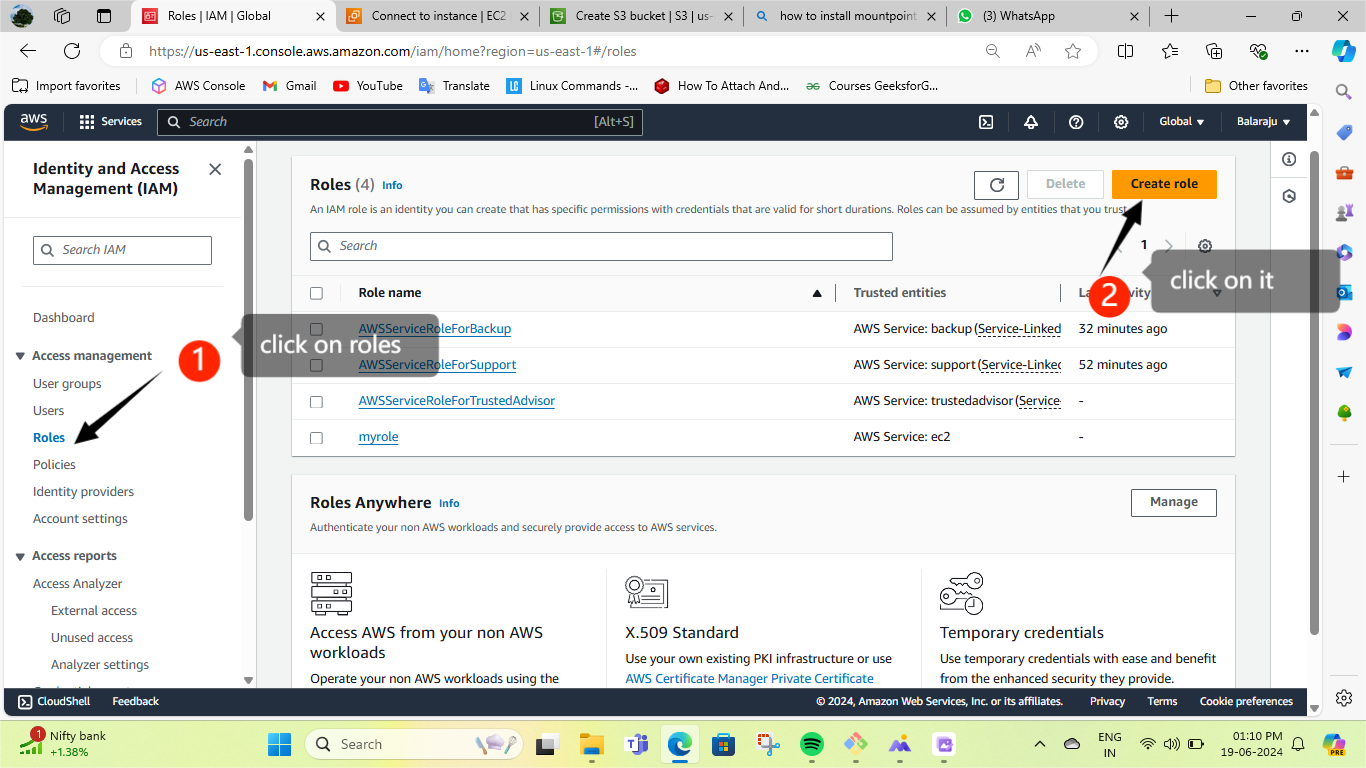 Roles | IAM | Global
Connect to instance | EC2
Create S3 bucket | S3 | us-
how to install mountpoint
(3) WhatsApp
https://us-east-1.console.aws.amazon.com/iam/home?region=us-east-1#/roles
Import favorites
AWS Console
Gmail
YouTube
Translate
LC
Linux Commands -...
How To Attach And...
Courses GeeksforG...
Other favorites
aws
Services
Search
[Alt+S]
Global
Balaraju
Identity and Access
Management (IAM)
Search IAM
Dashboard
Access management
User groups
Users
Roles
Policies
Identity providers
Account settings
Access reports
Access Analyzer
External access
Unused access
Analyzer settings
1
click on roles
Roles (4) Info
Delete
Create role
An IAM role is an identity you can create that has specific permissions with credentials that are valid for short durations. Roles can be assumed by entities that you trust.
Search
1
2
click on it
Role name
Trusted entities
AWSServiceRoleForBackup
AWS Service: backup (Service-Linked
32 minutes ago
AWSServiceRoleForSupport
AWS Service: support (Service-Linked
52 minutes ago
AWSServiceRoleForTrustedAdvisor
AWS Service: trustedadvisor (Service-
-
myrole
AWS Service: ec2
-
Roles Anywhere Info
Manage
Authenticate your non AWS workloads and securely provide access to AWS services.
Access AWS from your non AWS
workloads
Operate your non AWS workloads using the
X.509 Standard
Use your own existing PKI infrastructure or use
AWS Certificate Manager Private Certificate
Temporary credentials
Use temporary credentials with ease and benefit
from the enhanced security they provide.
CloudShell
Feedback
© 2024, Amazon Web Services, Inc. or its affiliates.
Privacy
Terms
Cookie preferences
1
Nifty bank
+1.38%
Search
ENG
IN
01:10 PM
19-06-2024
PRE